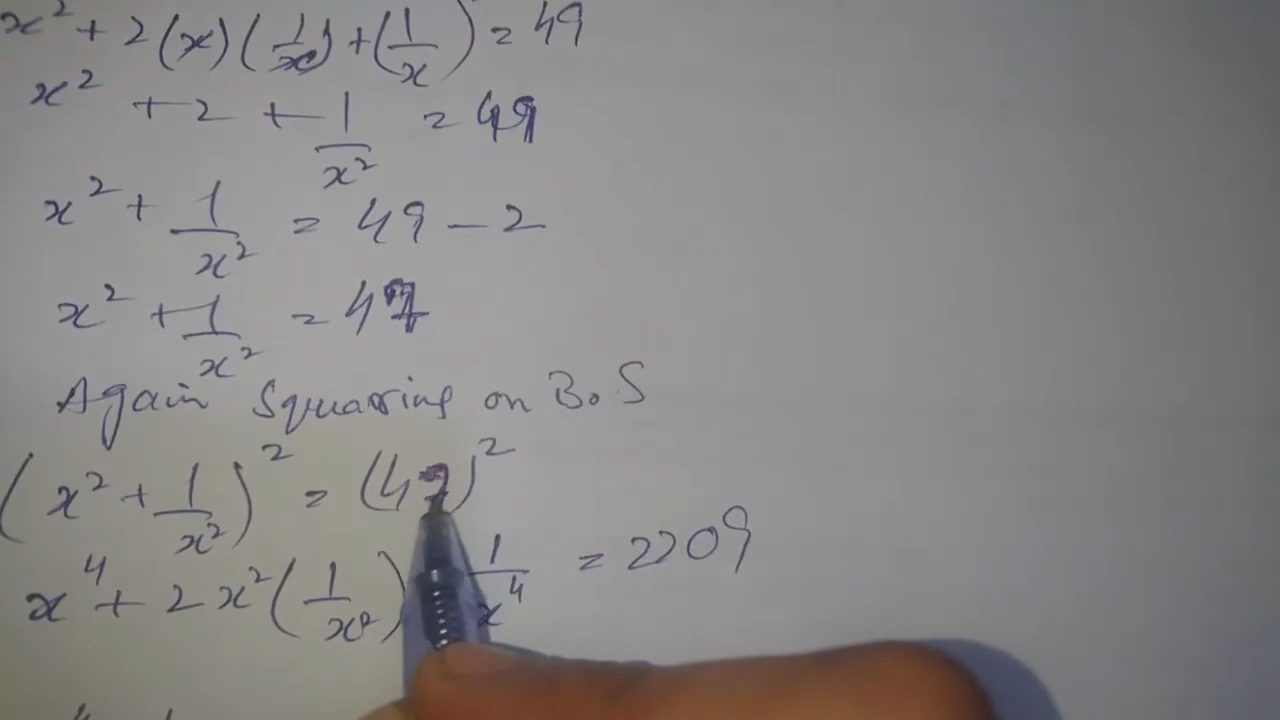 x² + 2(x)(1/x) + (1/x) = 49
x² + 2 + 1/x² = 49
x² + 1/x² = 49 - 2
x² + 1/x² = 47
Again Squaring on B.S
(x² + 1/x²)² = (47)²
x⁴ + 2x²(1/x²) 1/x⁴ = 2209